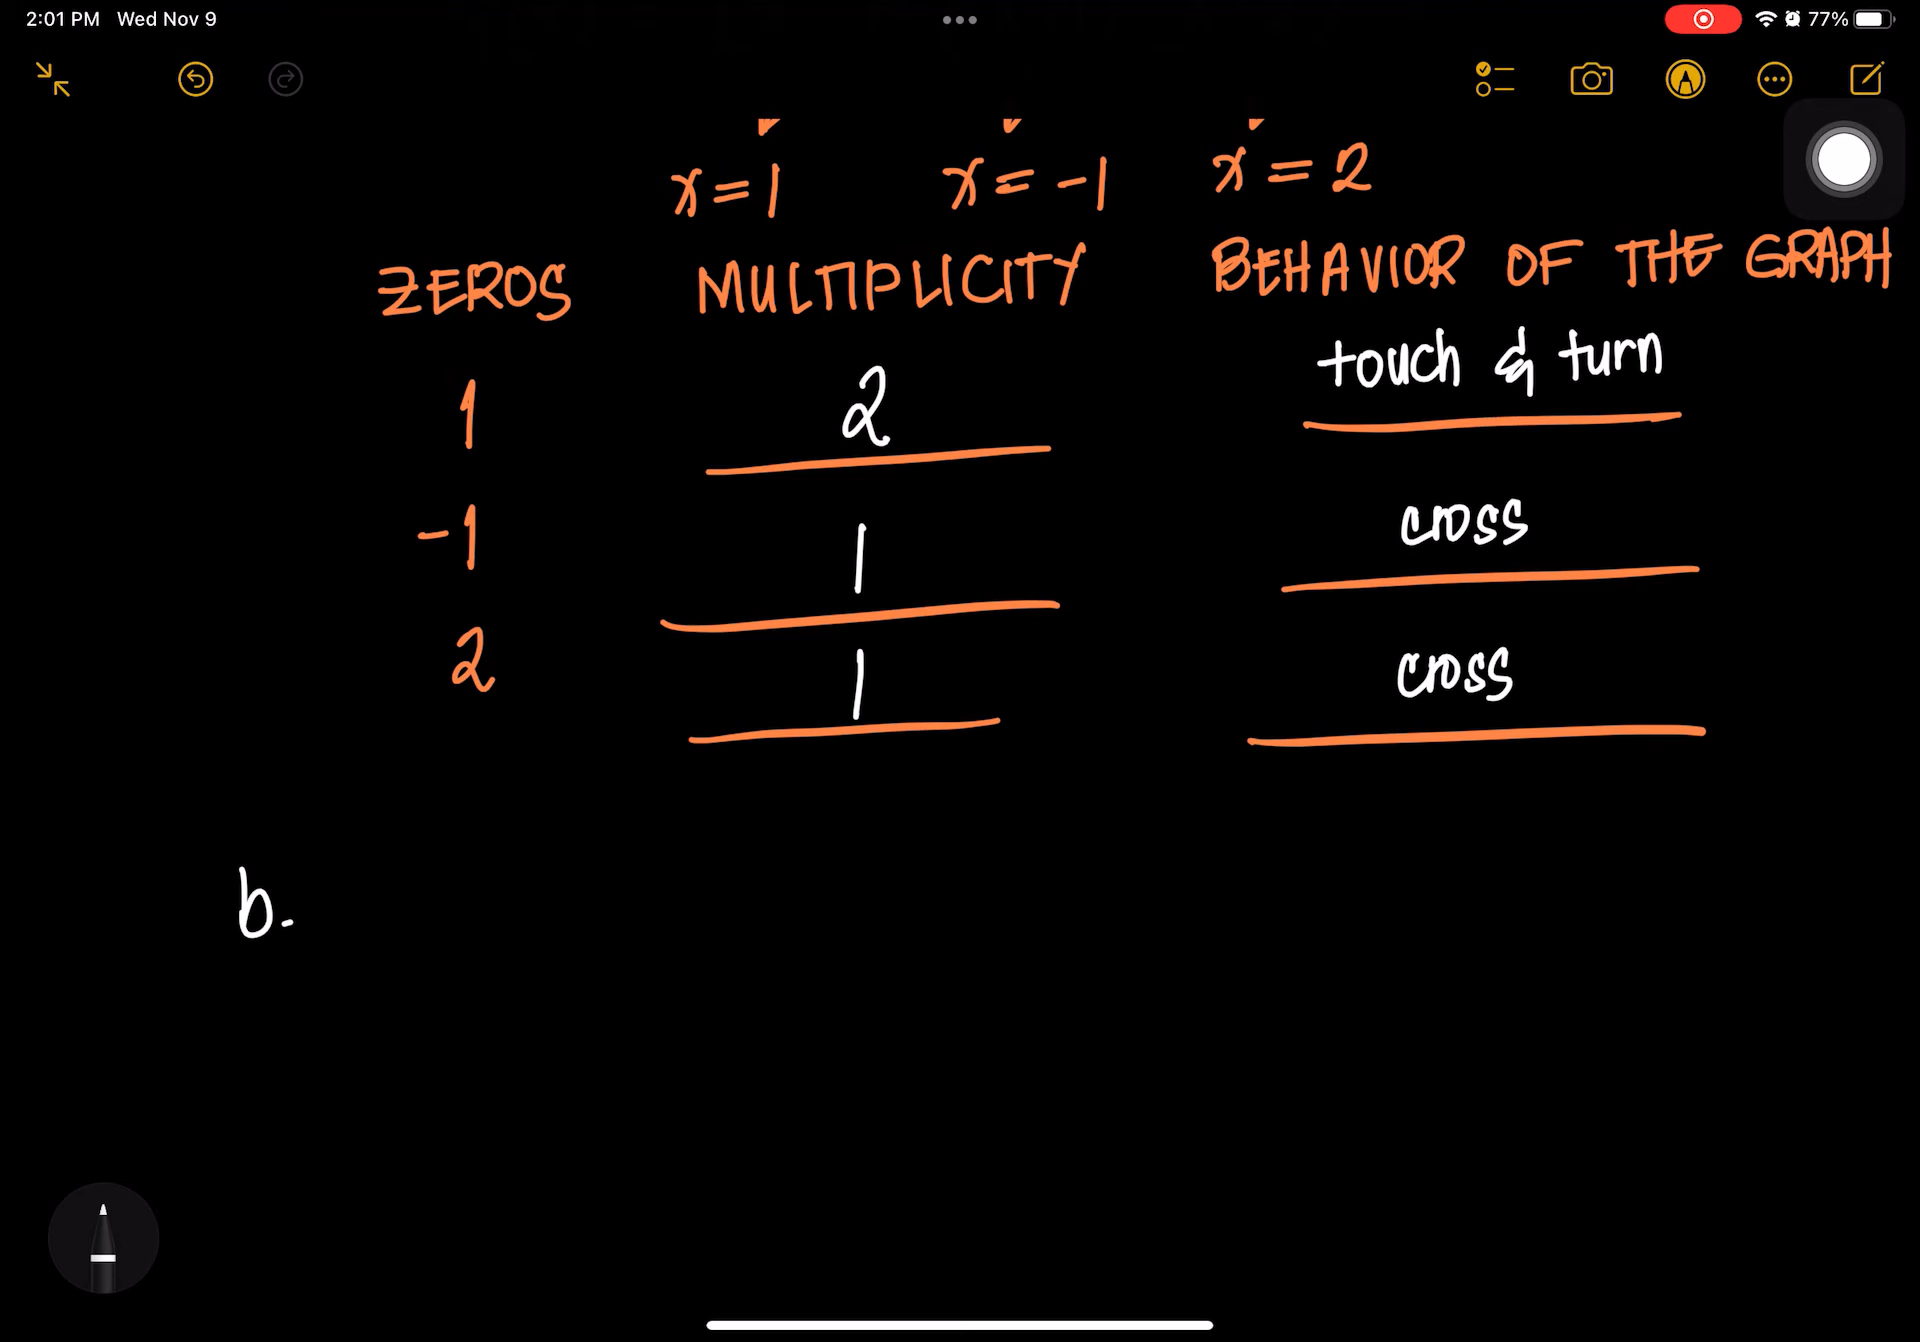 2:01 PM Wed Nov 9 77%
x=1 x=-1 x=2
ZEROS MULTIPLICITY BEHAVIOR OF THE GRAPH
1 2 touch & turn
-1 1 cross
2 1 cross
b.